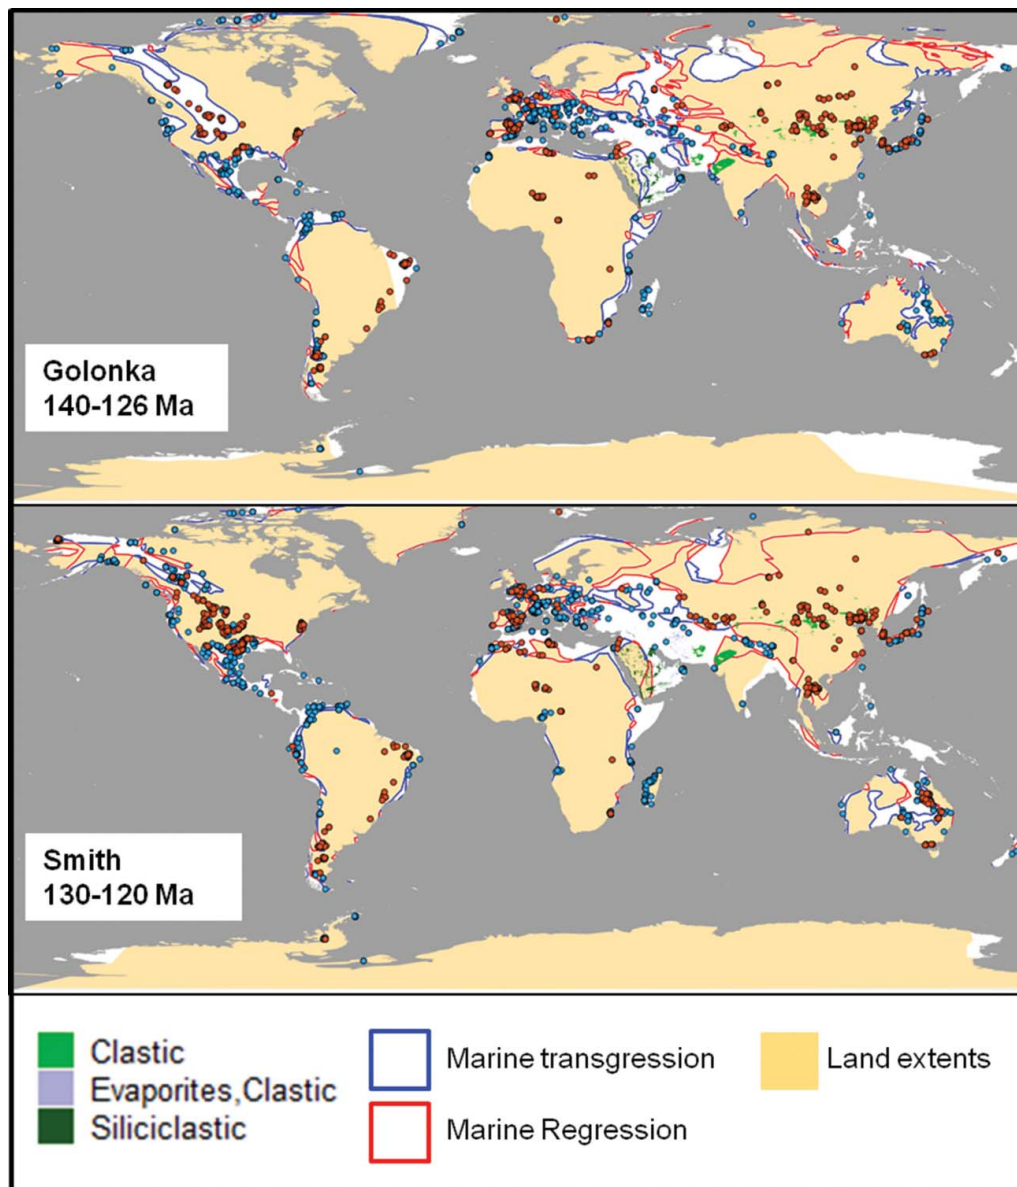 Golonka
140-126 Ma
Smith
130-120 Ma
Clastic
Evaporites,Clastic
Siliciclastic
Marine transgression
Marine Regression
Land extents